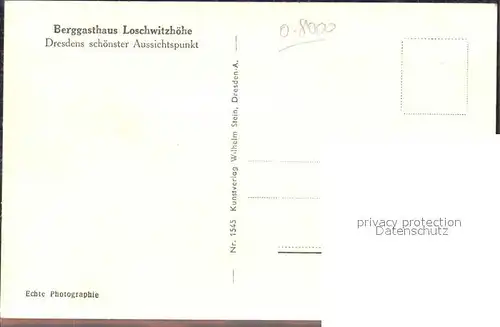 Berggasthaus Loschwitzhöhe
Dresdens schönster Aussichtspunkt
0-8000
Nr. 1545 Kunstverlag Wilhelm Stein, Dresden-A.
privacy protection
Datenschutz
Echte Photographie